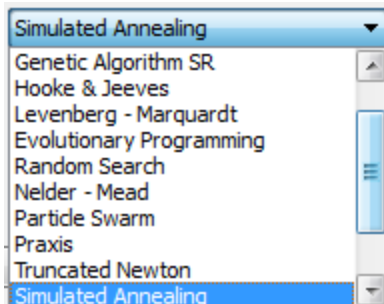 Simulated Annealing
Genetic Algorithm SR
Hooke & Jeeves
Levenberg - Marquardt
Evolutionary Programming
Random Search
Nelder - Mead
Particle Swarm
Praxis
Truncated Newton
Simulated Annealing